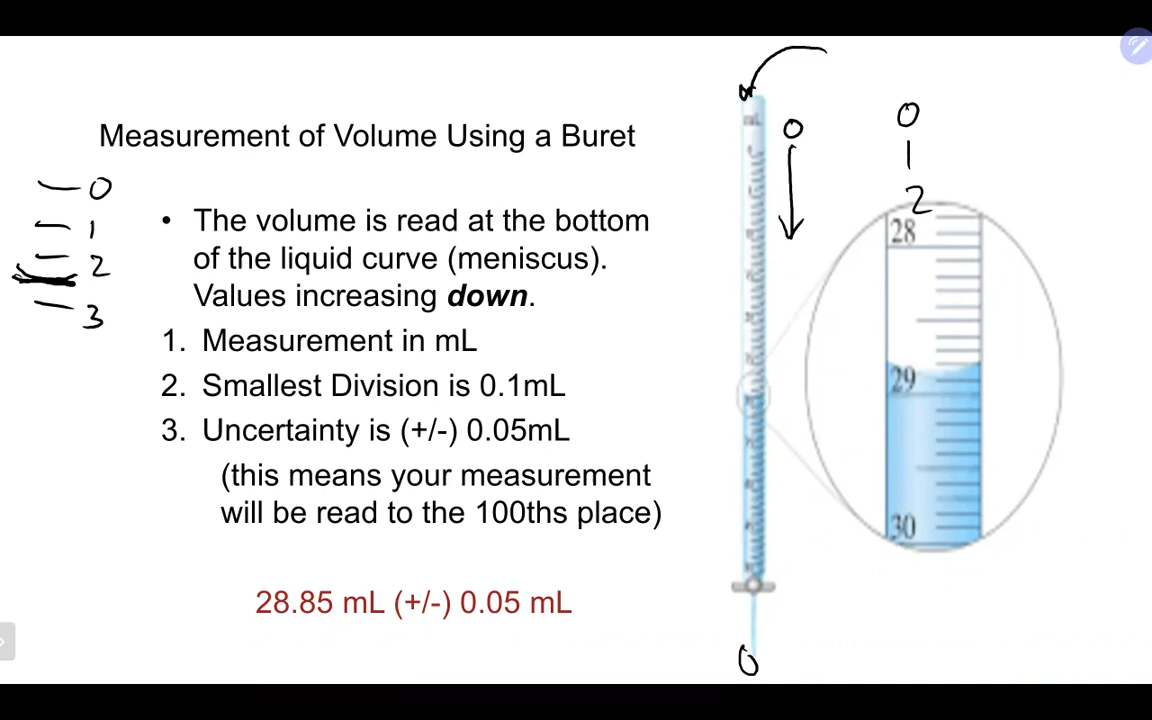 Measurement of Volume Using a Buret
0
1
2
3
• The volume is read at the bottom
of the liquid curve (meniscus).
Values increasing down.
1. Measurement in mL
2. Smallest Division is 0.1mL
3. Uncertainty is (+/-) 0.05mL
(this means your measurement
will be read to the 100ths place)
28.85 mL (+/-) 0.05 mL
mL
0
0
0
1
2
28
29
30